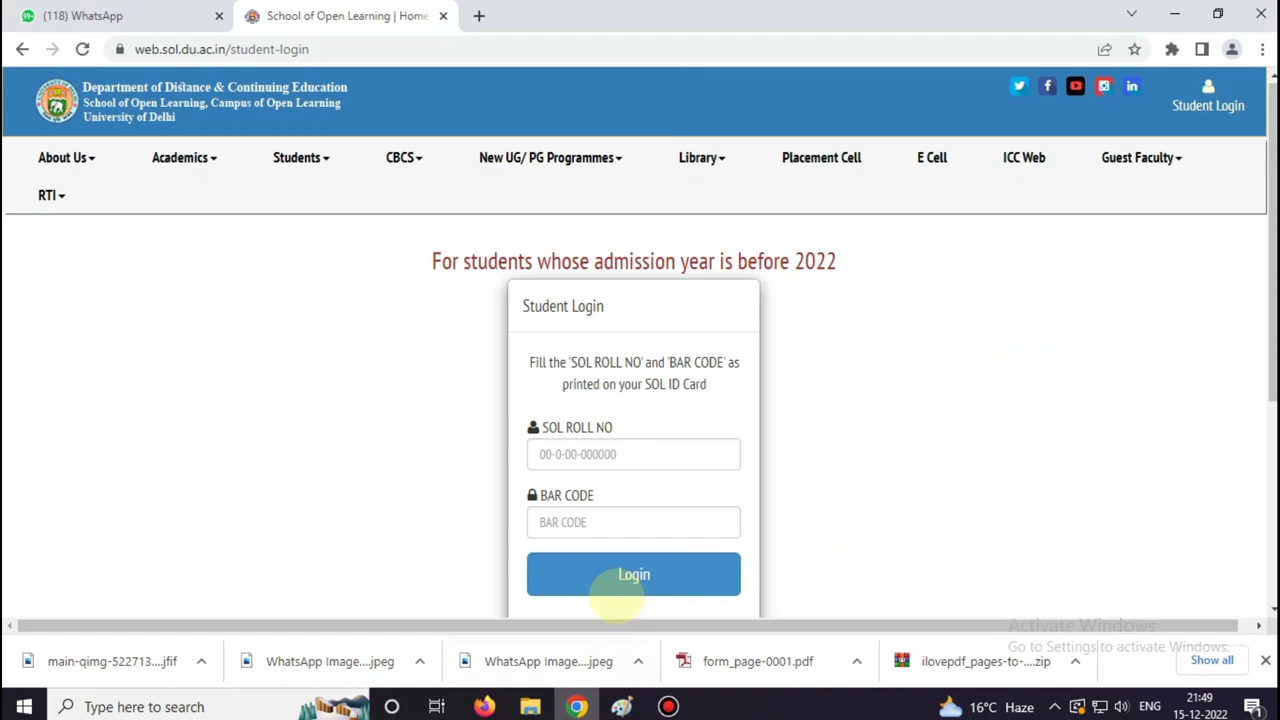 99+ (118) WhatsApp
School of Open Learning | Home
web.sol.du.ac.in/student-login
Department of Distance & Continuing Education
School of Open Learning, Campus of Open Learning
University of Delhi
Student Login
About Us
Academics
Students
CBCS
New UG/ PG Programmes
Library
Placement Cell
E Cell
ICC Web
Guest Faculty
RTI
For students whose admission year is before 2022
Student Login
Fill the 'SOL ROLL NO' and 'BAR CODE' as
printed on your SOL ID Card
SOL ROLL NO
00-0-00-000000
BAR CODE
BAR CODE
Login
Activate Windows
Go to Settings to activate Windows.
main-qimg-522713....jfif
WhatsApp Image....jpeg
WhatsApp Image....jpeg
form_page-0001.pdf
ilovepdf_pages-to-....zip
Show all
Type here to search
16°C Haze
ENG
21:49
15-12-2022
1